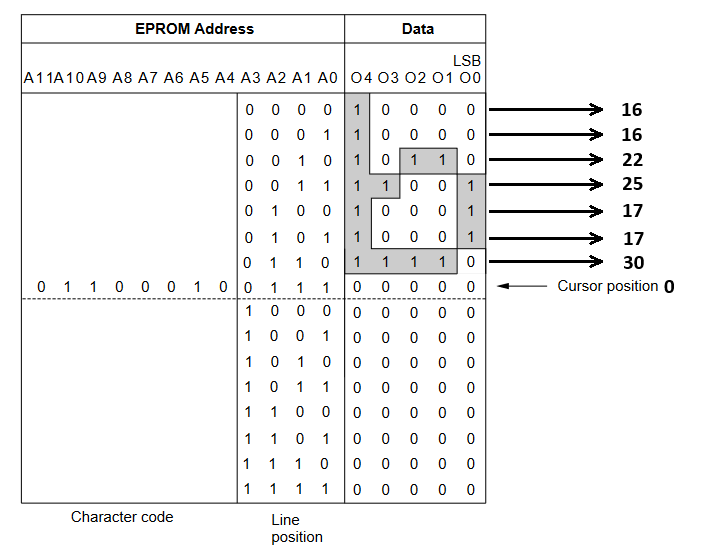 EPROM Address Data
LSB
A11 A10 A9 A8 A7 A6 A5 A4 A3 A2 A1 A0 O4 O3 O2 O1 O0
0 0 0 0 1 0 0 0 0 16
0 0 0 1 1 0 0 0 0 16
0 0 1 0 1 0 1 1 0 22
0 0 1 1 1 1 0 0 1 25
0 1 0 0 1 0 0 0 1 17
0 1 0 1 1 0 0 0 1 17
0 1 1 0 1 1 1 1 0 30
0 1 1 0 0 0 1 0 0 1 1 1 0 0 0 0 0 Cursor position 0
1 0 0 0 0 0 0 0 0
1 0 0 1 0 0 0 0 0
1 0 1 0 0 0 0 0 0
1 0 1 1 0 0 0 0 0
1 1 0 0 0 0 0 0 0
1 1 0 1 0 0 0 0 0
1 1 1 0 0 0 0 0 0
1 1 1 1 0 0 0 0 0
Character code Line
position